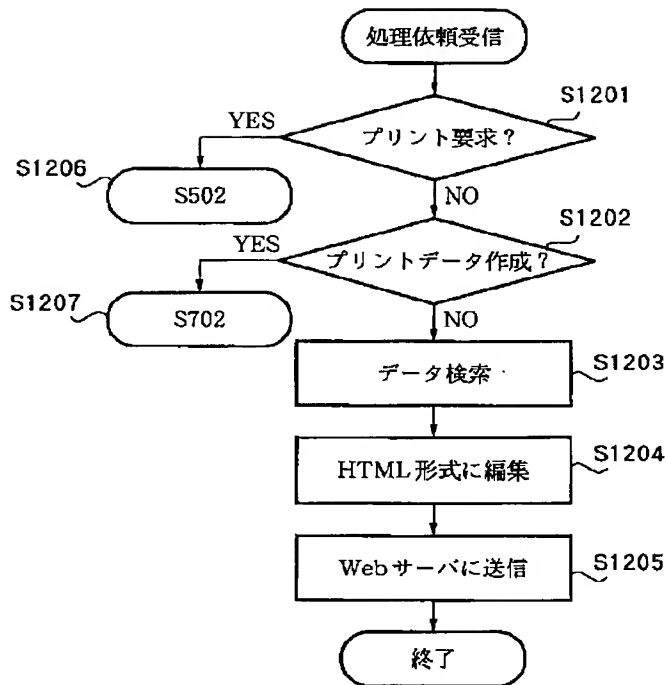 処理依頼受信
S1201
プリント要求?
YES
S1206
S502
NO
S1202
プリントデータ作成?
YES
S1207
S702
NO
データ検索
S1203
HTML形式に編集
S1204
Webサーバに送信
S1205
終了